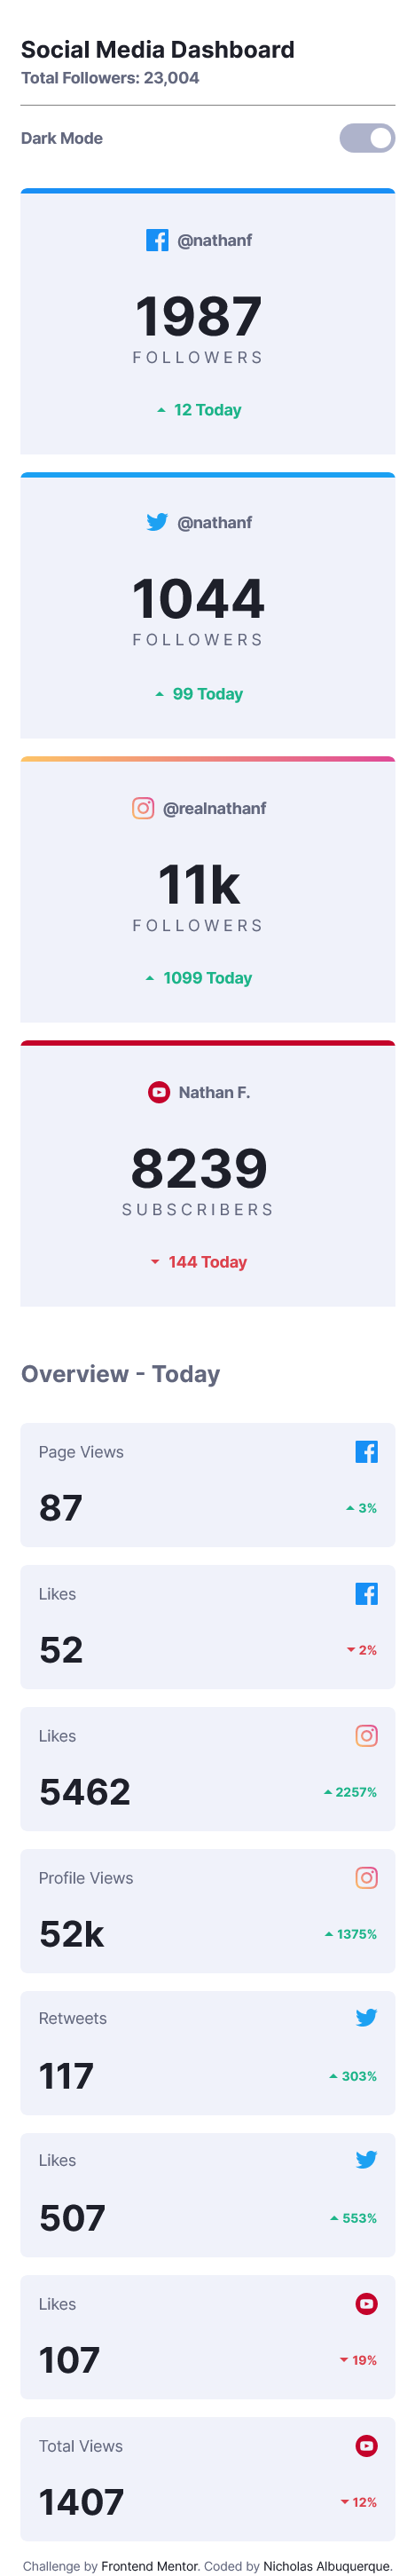 Social Media Dashboard
Total Followers: 23,004
Dark Mode
@nathanf
1987
FOLLOWERS
12 Today
@nathanf
1044
FOLLOWERS
99 Today
@realnathanf
11k
FOLLOWERS
1099 Today
Nathan F.
8239
SUBSCRIBERS
144 Today
Overview - Today
Page Views
87
3%
Likes
52
2%
Likes
5462
2257%
Profile Views
52k
1375%
Retweets
117
303%
Likes
507
553%
Likes
107
19%
Total Views
1407
12%
Challenge by Frontend Mentor. Coded by Nicholas Albuquerque.